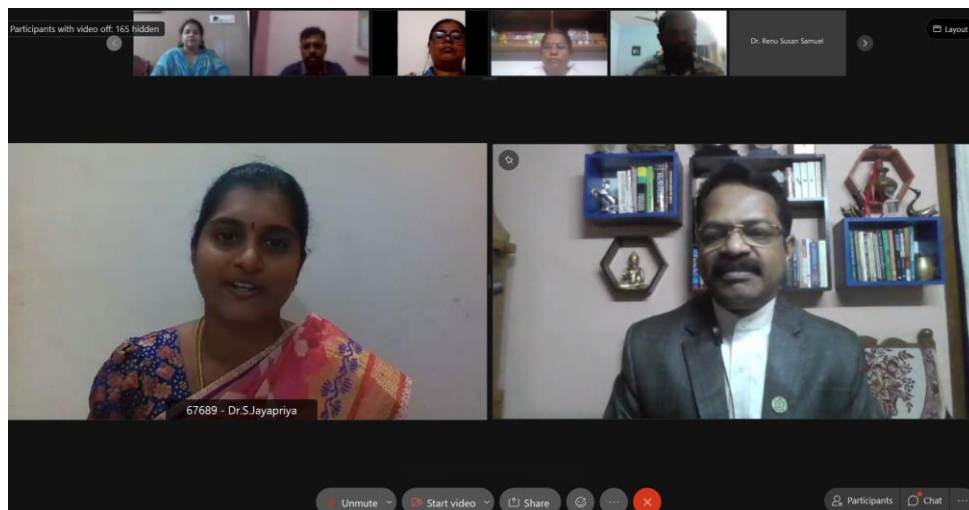 Participants with video off: 165 hidden
Layout
Dr. Renu Susan Samuel
67689 - Dr.S.Jayapriya
Unmute
Start video
Share
Participants
Chat